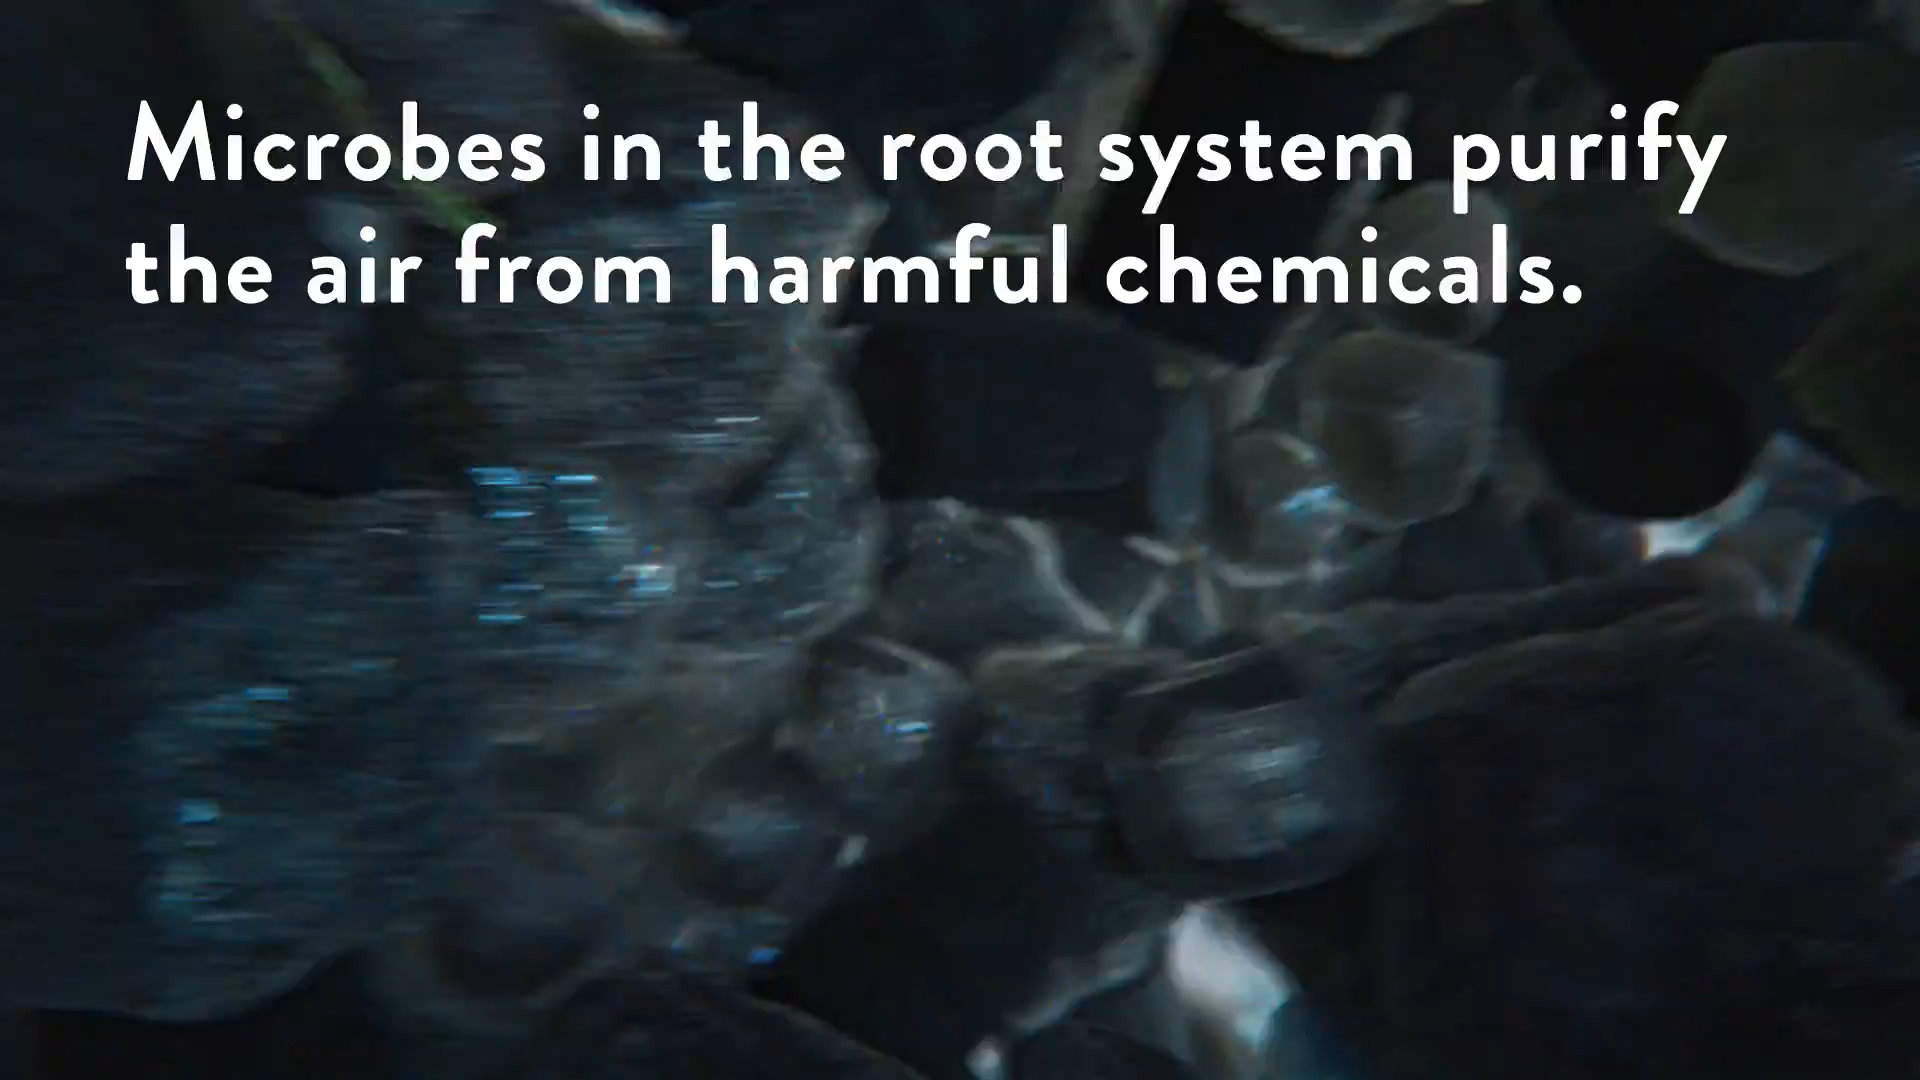 Microbes in the root system purify
the air from harmful chemicals.